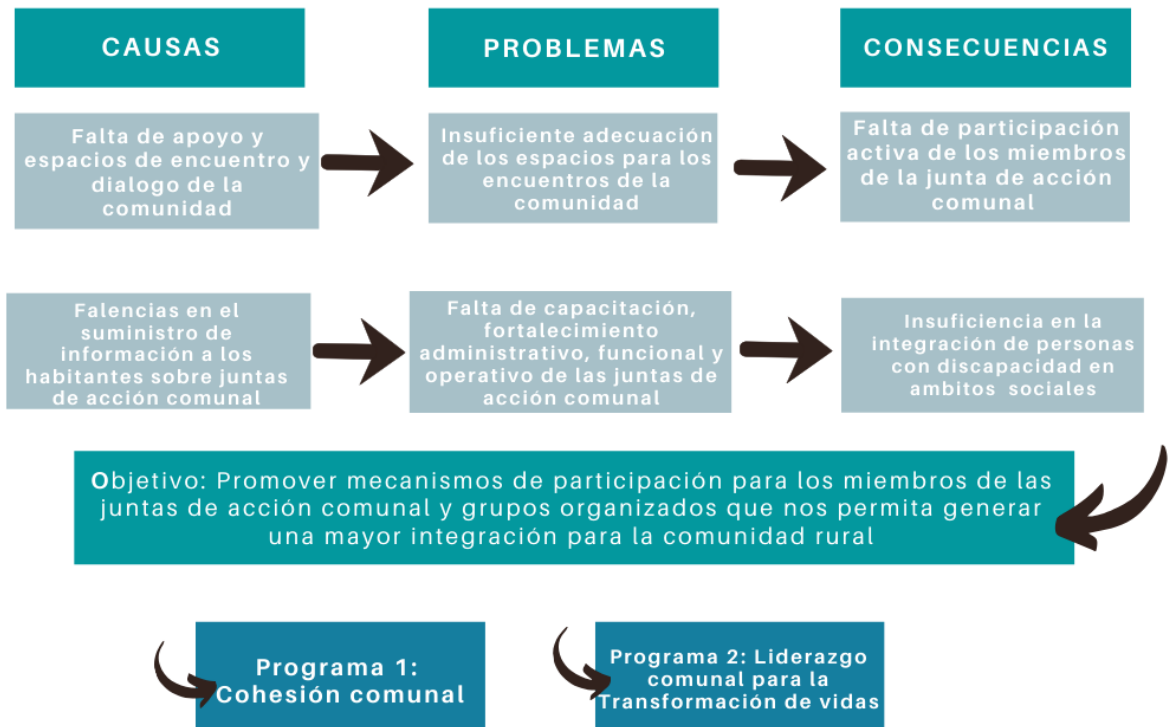 CAUSAS
PROBLEMAS
CONSECUENCIAS
Falta de apoyo y
espacios de encuentro y
dialogo de la
comunidad
Insuficiente adecuación
de los espacios para los
encuentros de la
comunidad
Falta de participación
activa de los miembros
de la junta de acción
comunal
Falencias en el
suministro de
información a los
habitantes sobre juntas
de acción comunal
Falta de capacitación,
fortalecimiento
administrativo, funcional y
operativo de las juntas de
acción comunal
Insuficiencia en la
integración de personas
con discapacidad en
ambitos sociales
Objetivo: Promover mecanismos de participación para los miembros de las
juntas de acción comunal y grupos organizados que nos permita generar
una mayor integración para la comunidad rural
Programa 1:
Cohesión comunal
Programa 2: Liderazgo
comunal para la
Transformación de vidas